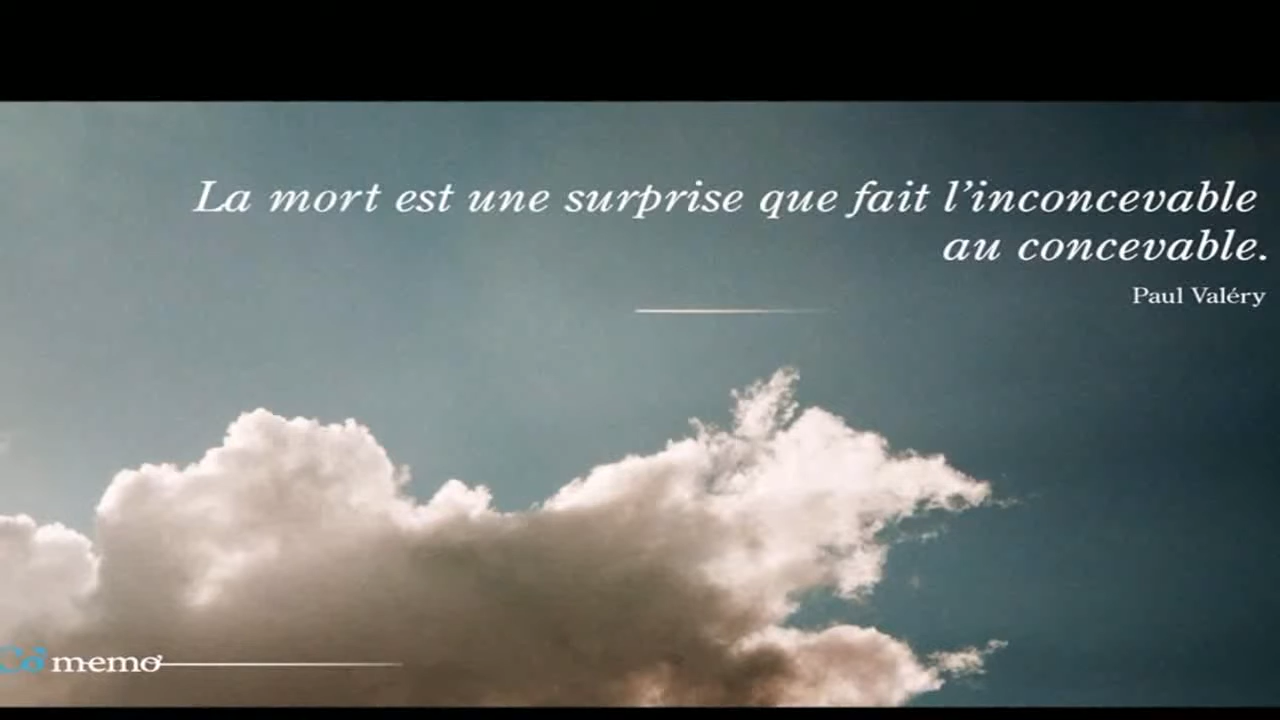 La mort est une surprise que fait l’inconcevable
au concevable.
Paul Valéry
memo